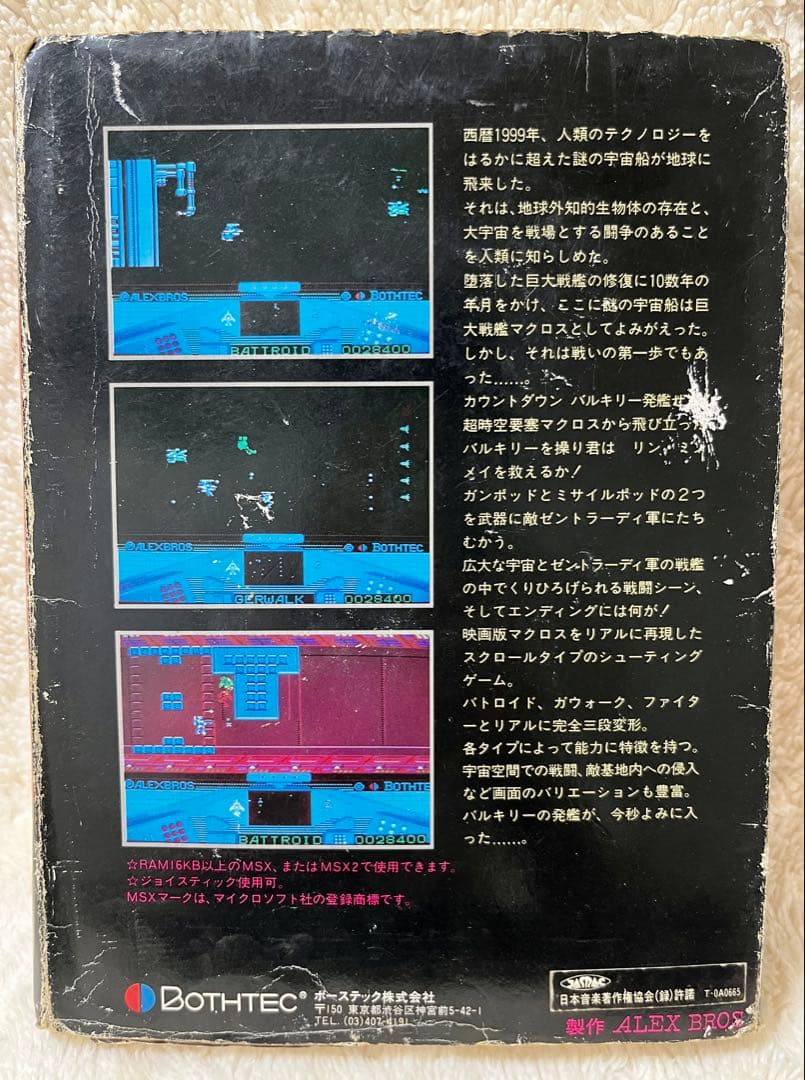 西暦1999年、人類のテクノロジーを
はるかに超えた謎の宇宙船が地球に
飛来した。
それは、地球外知的生物体の存在と、
大宇宙を戦場とする闘争のあること
を人類に知らしめた。
堕落した巨大戦艦の修復に10数年の
年月をかけ、ここに謎の宇宙船は巨
大戦艦マクロスとしてよみがえった。
しかし、それは戦いの第一歩でもあ
った……。
カウントダウン バルキリー発艦せ
超時空要塞マクロスから飛び立った
バルキリーを操り君は リン ミン
メイを救えるか!
ガンポッドとミサイルポッドの2つ
を武器に敵ゼントラーディ軍にたち
むかう。
広大な宇宙とゼントラーディ軍の戦艦
の中でくりひろげられる戦闘シーン、
そしてエンディングには何が!
映画版マクロスをリアルに再現した
スクロールタイプのシューティング
ゲーム。
バトロイド、ガウォーク、ファイタ
ーとリアルに完全三段変形。
各タイプによって能力に特徴を持つ。
宇宙空間での戦闘、敵基地内への侵入
など画面のバリエーションも豊富。
バルキリーの発艦が、今秒よみに入
った……。
©ALEXBROS © BOTHTEC
BATTROID 0028400
©ALEXBROS © BOTHTEC
GERWALK 0028400
©ALEXBROS © BOTHTE
BATTROID 0028400
☆RAM16KB以上のMSX、またはMSX2で使用できます。
☆ジョイスティック使用可。
MSXマークは、マイクロソフト社の登録商標です。
BOTHTEC® ボーステック株式会社
〒150 東京都渋谷区神宮前5-42-1
TEL. (03)407-4191
JASRAC
日本音楽著作権協会(録)許諾 T-0A0665
製作 ALEX BROS